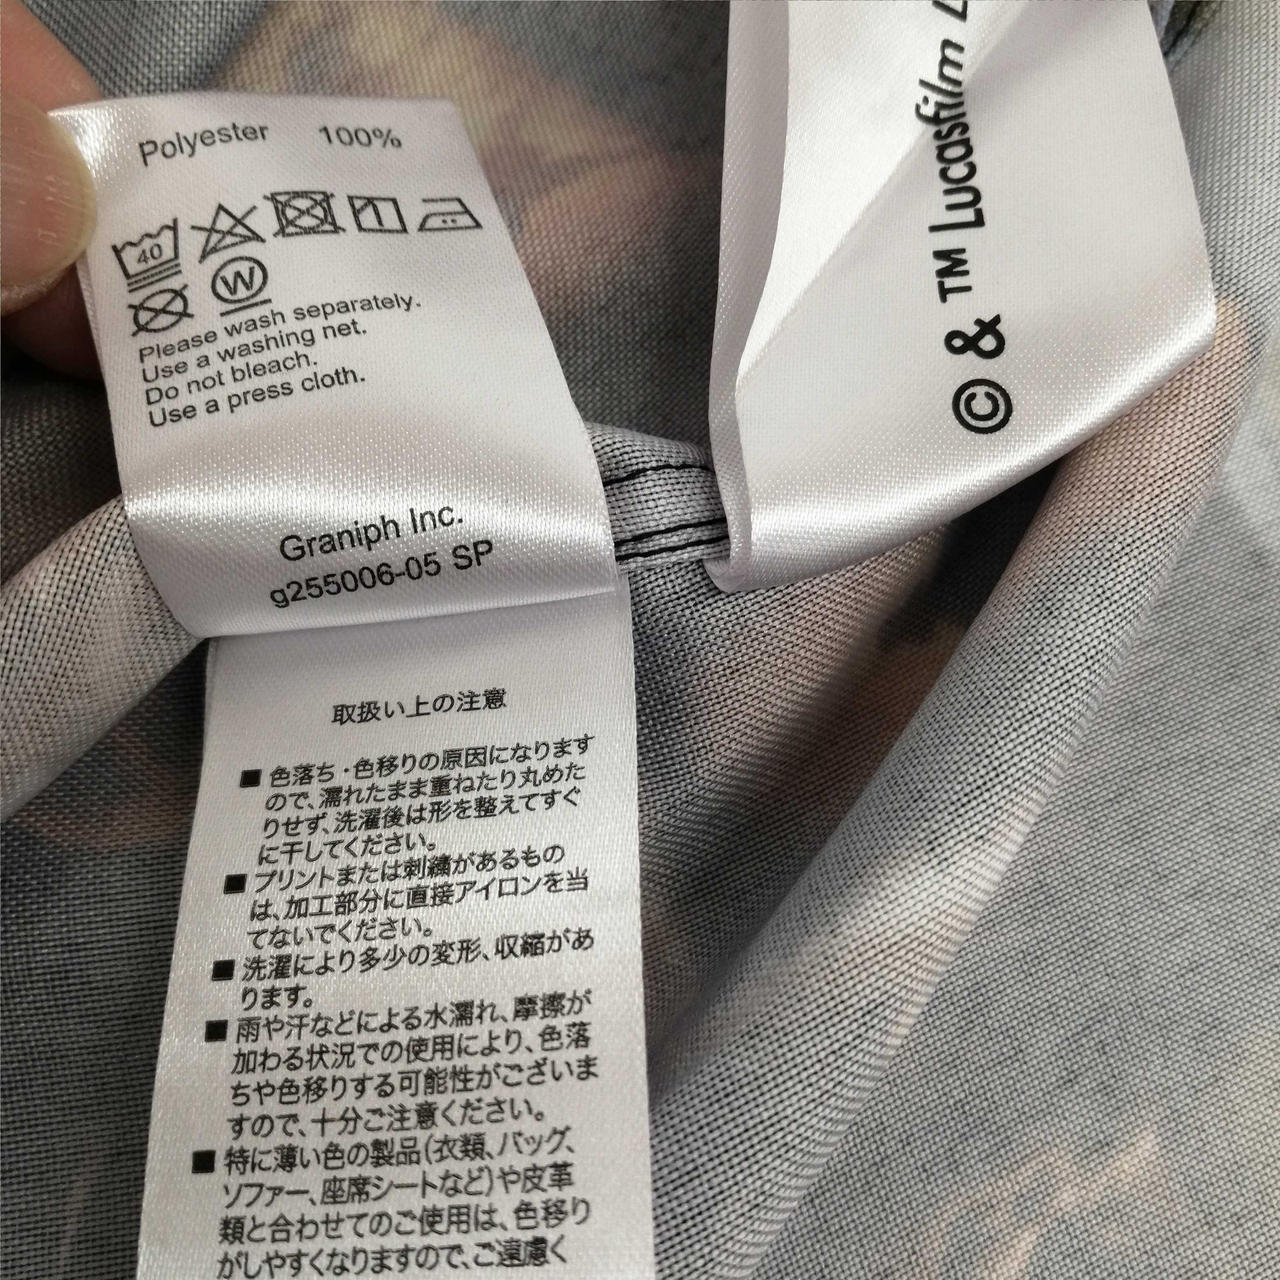 Polyester 100%
40
W
Please wash separately.
Use a washing net.
Do not bleach.
Use a press cloth.
Graniph Inc.
g255006-05 SP
取扱い上の注意
■ 色落ち・色移りの原因になります
ので、濡れたまま重ねたり丸めた
りせず、洗濯後は形を整えてすぐ
に干してください。
■ プリントまたは刺繍があるもの
は、加工部分に直接アイロンを当
てないでください。
■ 洗濯により多少の変形、収縮があ
ります。
■ 雨や汗などによる水濡れ、摩擦が
加わる状況での使用により、色落
ちや色移りする可能性がございま
すので、十分ご注意ください。
■ 特に薄い色の製品(衣類、バッグ、
ソファー、座席シートなど)や皮革
類と合わせてのご使用は、色移り
がしやすくなりますので、ご遠慮く
© & ™ Lucasfilm